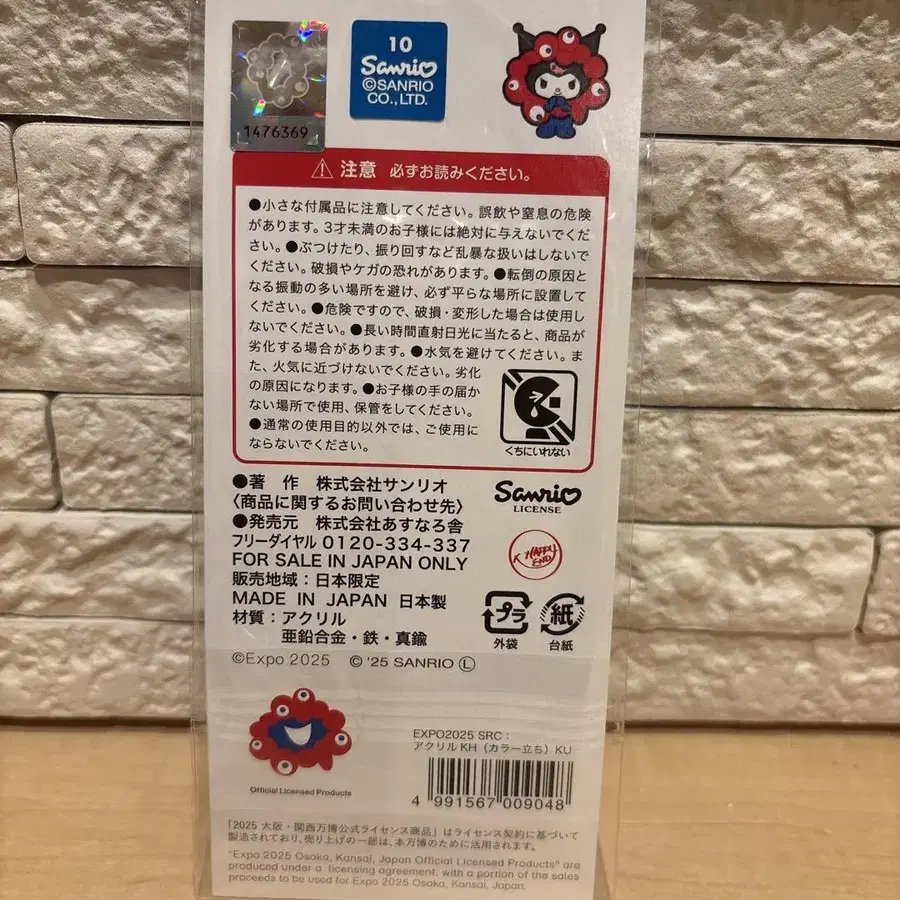 1476369
10
Sanrio
©SANRIO
CO.,LTD.
⚠ 注意 必ずお読みください。
●小さな付属品に注意してください。誤飲や窒息の危険
があります。3才未満のお子様には絶対に与えないでくだ
さい。●ぶつけたり、振り回すなど乱暴な扱いはしないで
ください。破損やケガの恐れがあります。●転倒の原因と
なる振動の多い場所を避け、必ず平らな場所に設置して
ください。●危険ですので、破損・変形した場合は使用し
ないでください。●長い時間直射日光に当たると、商品が
劣化する場合があります。●水気を避けてください。ま
た、火気に近づけないでください。劣化
の原因になります。●お子様の手の届か
ない場所で使用、保管をしてください。
●通常の使用目的以外では、ご使用に
ならないでください。
くちにいれない
●著 作 株式会社サンリオ
〈商品に関するお問い合わせ先〉
●発売元 株式会社あすなろ舎
フリーダイヤル 0120-334-337
FOR SALE IN JAPAN ONLY
販売地域：日本限定
MADE IN JAPAN 日本製
材質：アクリル
亜鉛合金・鉄・真鍮
Sanrio
LICENSE
HAPPY
END
プラ
外袋
紙
台紙
©Expo 2025 © '25 SANRIO Ⓛ
Official Licensed Products
EXPO2025 SRC：
アクリルKH（カラー立ち）KU
4 991567 009048
「2025 大阪・関西万博公式ライセンス商品」はライセンス契約に基づいて
製造されており、売り上げの一部は、本万博のために活用されます。
"Expo 2025 Osaka, Kansai, Japan Official Licensed Products" are
produced under a licensing agreement, with a portion of the sales
proceeds to be used for Expo 2025 Osaka, Kansai, Japan.